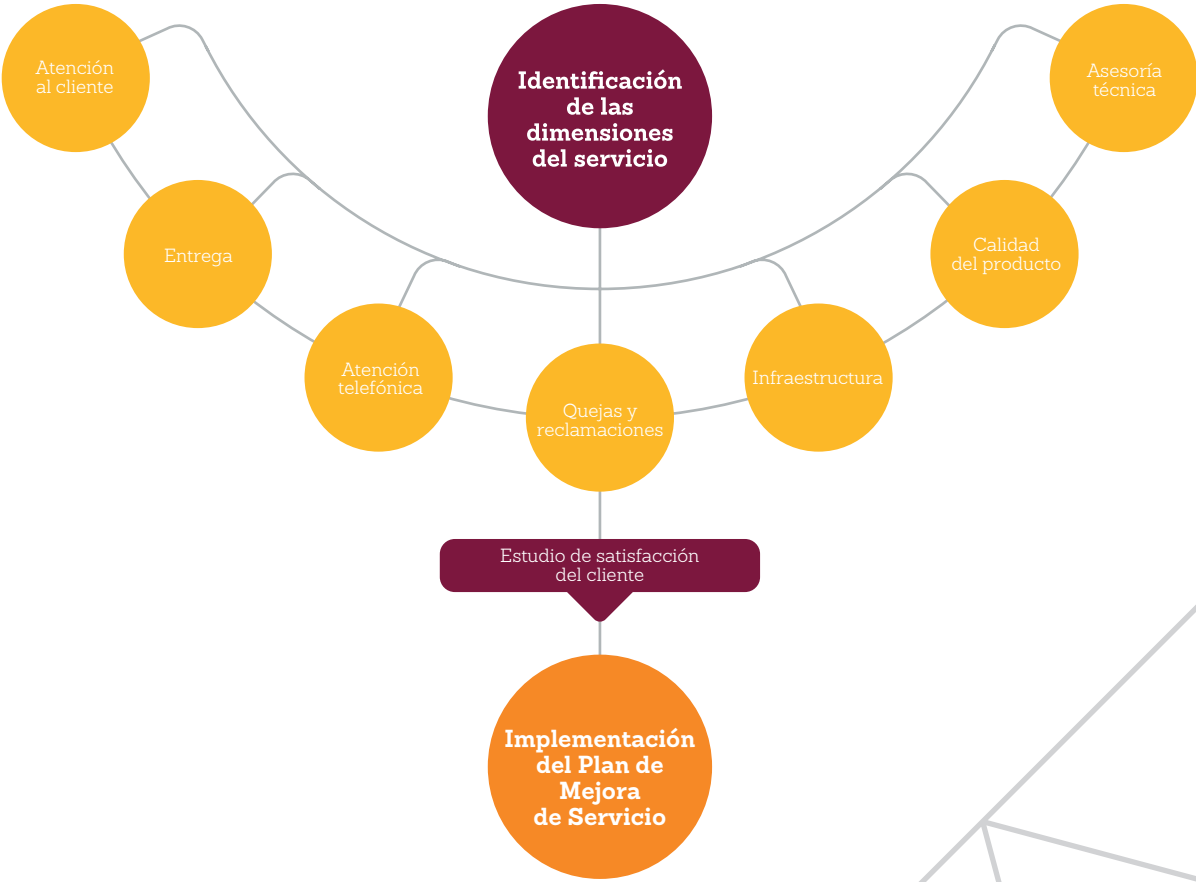 Atención
al cliente
Identificación
de las
dimensiones
del servicio
Asesoría
técnica
Entrega
Calidad
del producto
Atención
telefónica
Infraestructura
Quejas y
reclamaciones
Estudio de satisfacción
del cliente
Implementación
del Plan de
Mejora
de Servicio